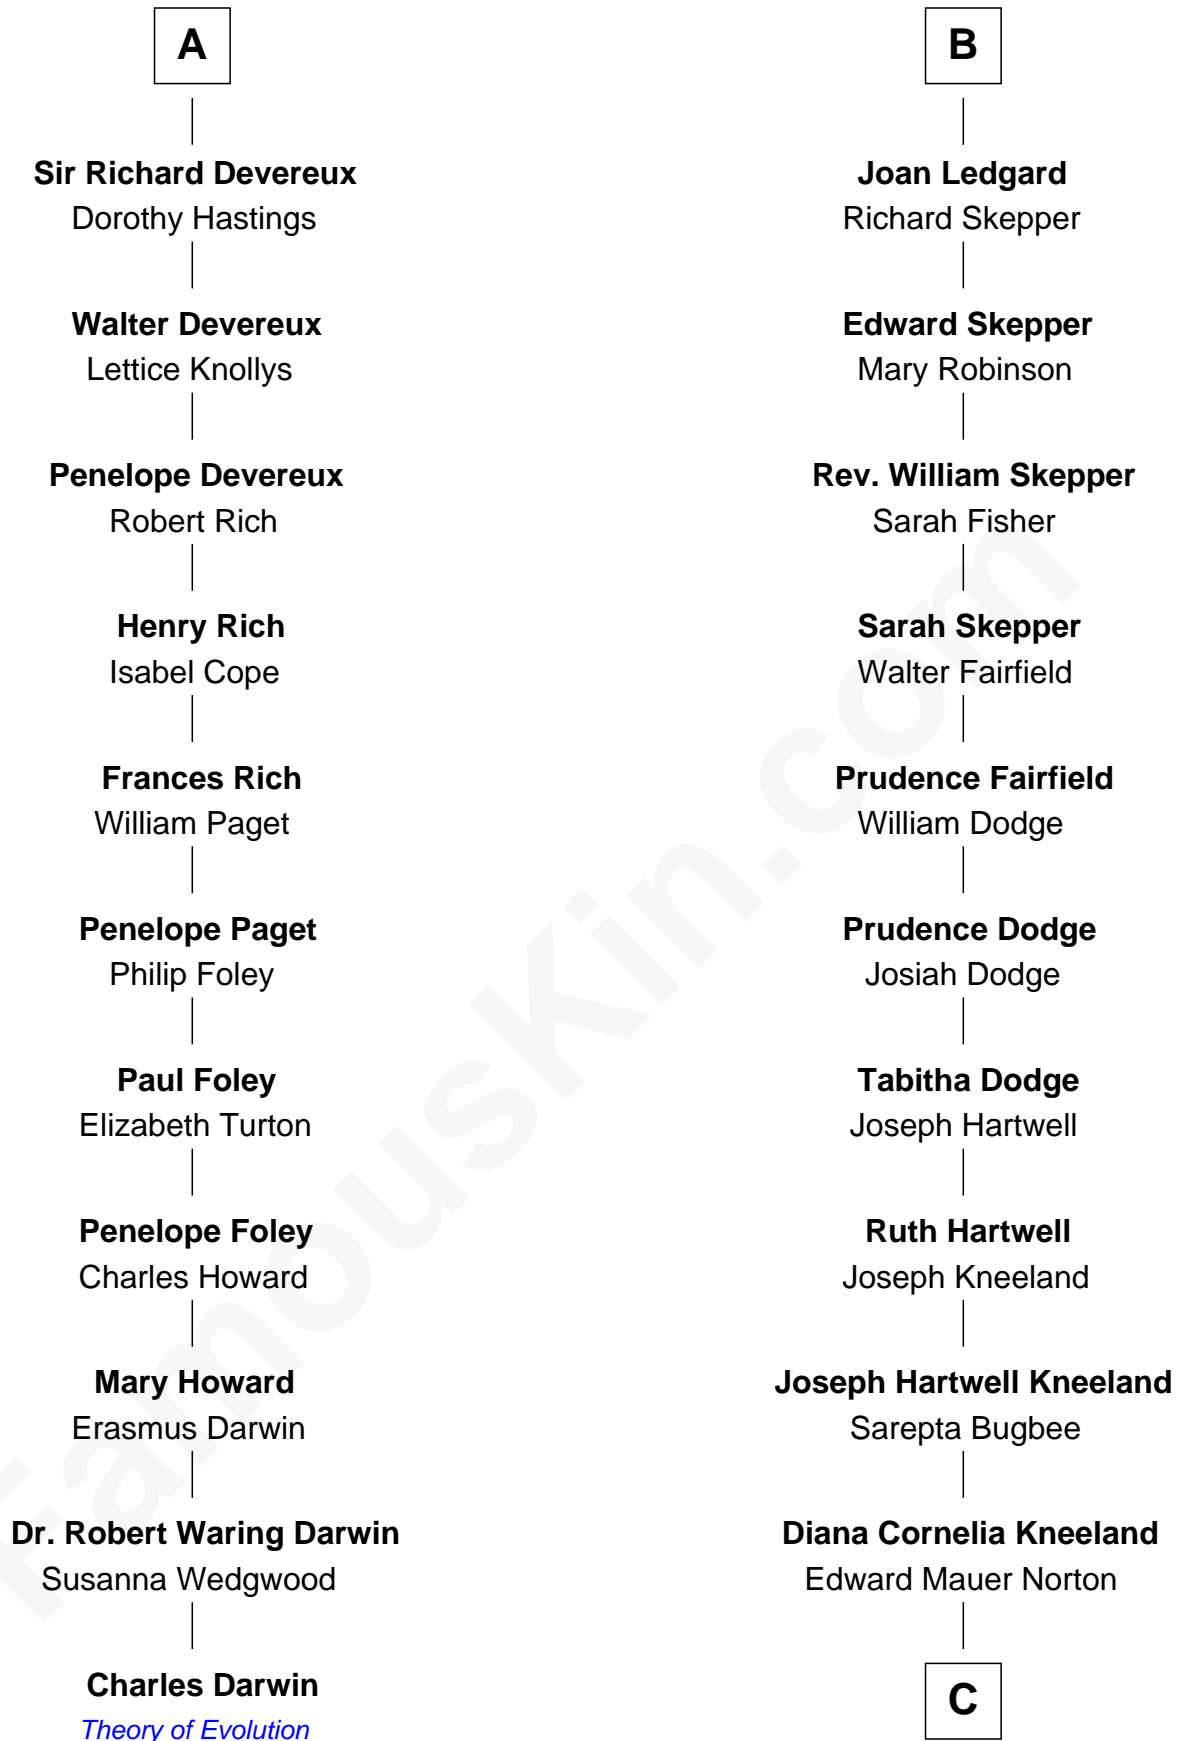 A
Sir Richard Devereux
Dorothy Hastings
Walter Devereux
Lettice Knollys
Penelope Devereux
Robert Rich
Henry Rich
Isabel Cope
Frances Rich
William Paget
Penelope Paget
Philip Foley
Paul Foley
Elizabeth Turton
Penelope Foley
Charles Howard
Mary Howard
Erasmus Darwin
Dr. Robert Waring Darwin
Susanna Wedgwood
Charles Darwin
Theory of Evolution
B
Joan Ledgard
Richard Skepper
Edward Skepper
Mary Robinson
Rev. William Skepper
Sarah Fisher
Sarah Skepper
Walter Fairfield
Prudence Fairfield
William Dodge
Prudence Dodge
Josiah Dodge
Tabitha Dodge
Joseph Hartwell
Ruth Hartwell
Joseph Kneeland
Joseph Hartwell Kneeland
Sarepta Bugbee
Diana Cornelia Kneeland
Edward Mauer Norton
C
FamousKin.com